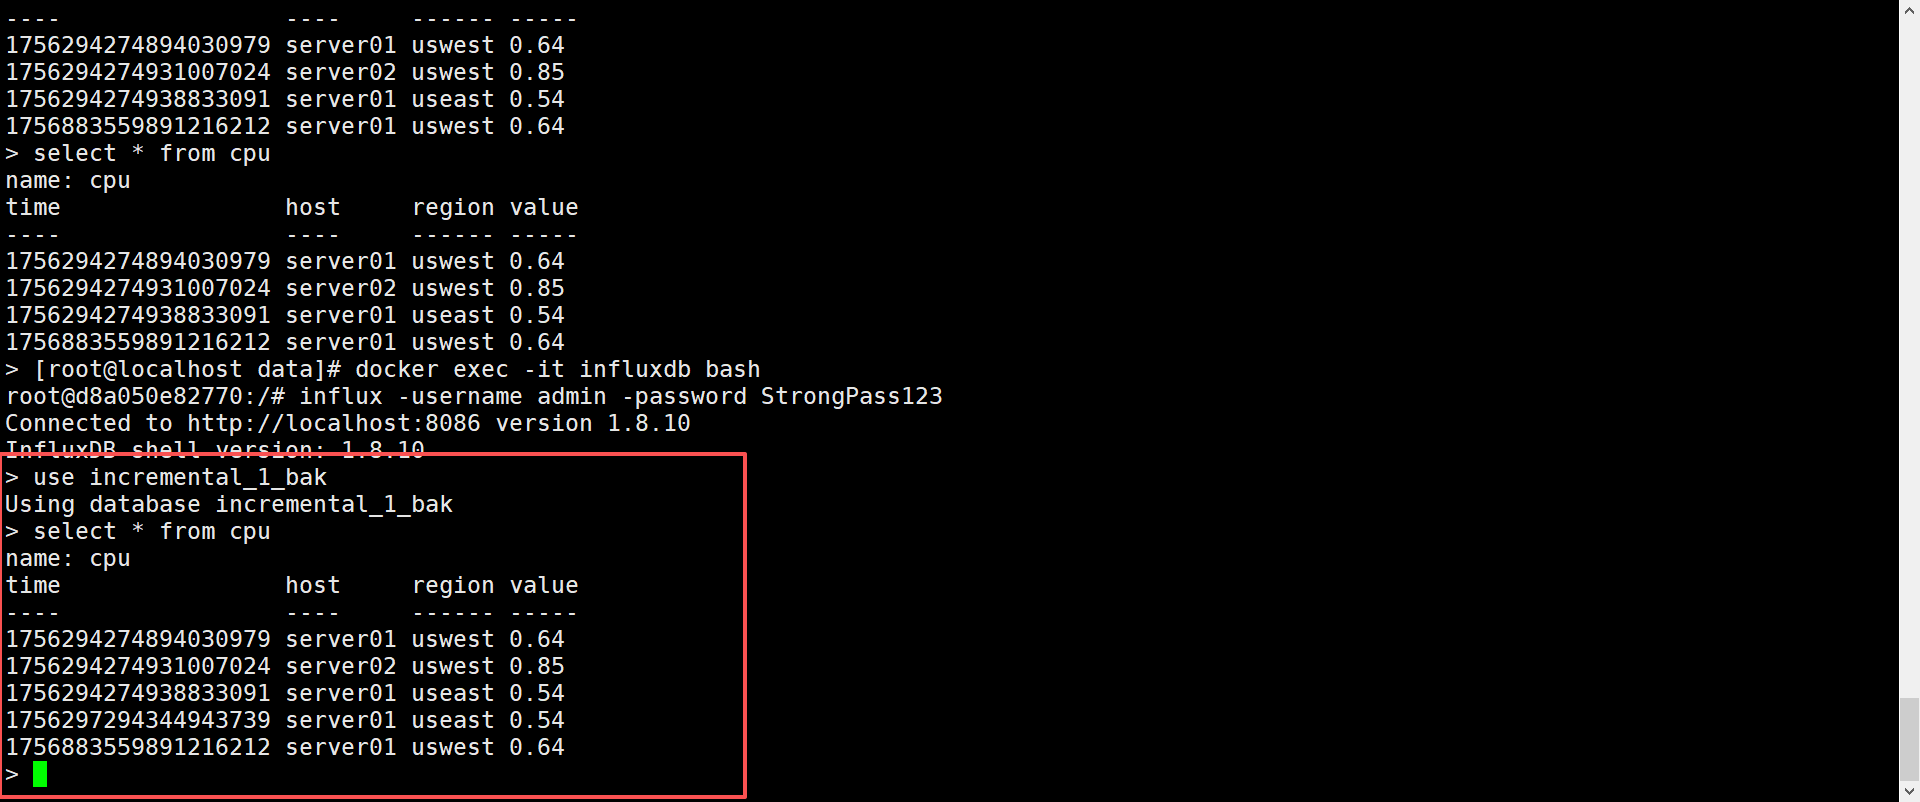 ----                ----     ------ -----
1756294274894030979 server01 uswest 0.64
1756294274931007024 server02 uswest 0.85
1756294274938833091 server01 useast 0.54
1756883559891216212 server01 uswest 0.64
> select * from cpu
name: cpu
time                host     region value
----                ----     ------ -----
1756294274894030979 server01 uswest 0.64
1756294274931007024 server02 uswest 0.85
1756294274938833091 server01 useast 0.54
1756883559891216212 server01 uswest 0.64
> [root@localhost data]# docker exec -it influxdb bash
root@d8a050e82770:/# influx -username admin -password StrongPass123
Connected to http://localhost:8086 version 1.8.10
InfluxDB shell version: 1.8.10
> use incremental_1_bak
Using database incremental_1_bak
> select * from cpu
name: cpu
time                host     region value
----                ----     ------ -----
1756294274894030979 server01 uswest 0.64
1756294274931007024 server02 uswest 0.85
1756294274938833091 server01 useast 0.54
1756297294344943739 server01 useast 0.54
1756883559891216212 server01 uswest 0.64
>